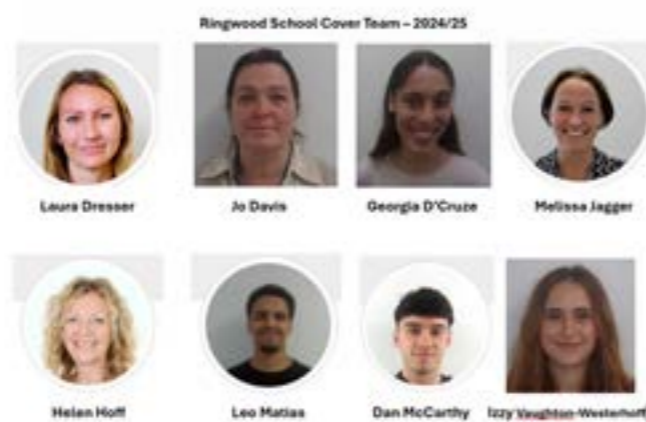 Ringwood School Cover Team – 2024/25
Laura Dresser
Jo Davis
Georgia D'Cruze
Melissa Jagger
Helen Hoff
Leo Matias
Dan McCarthy
Izzy Vaughton-Westerhoff